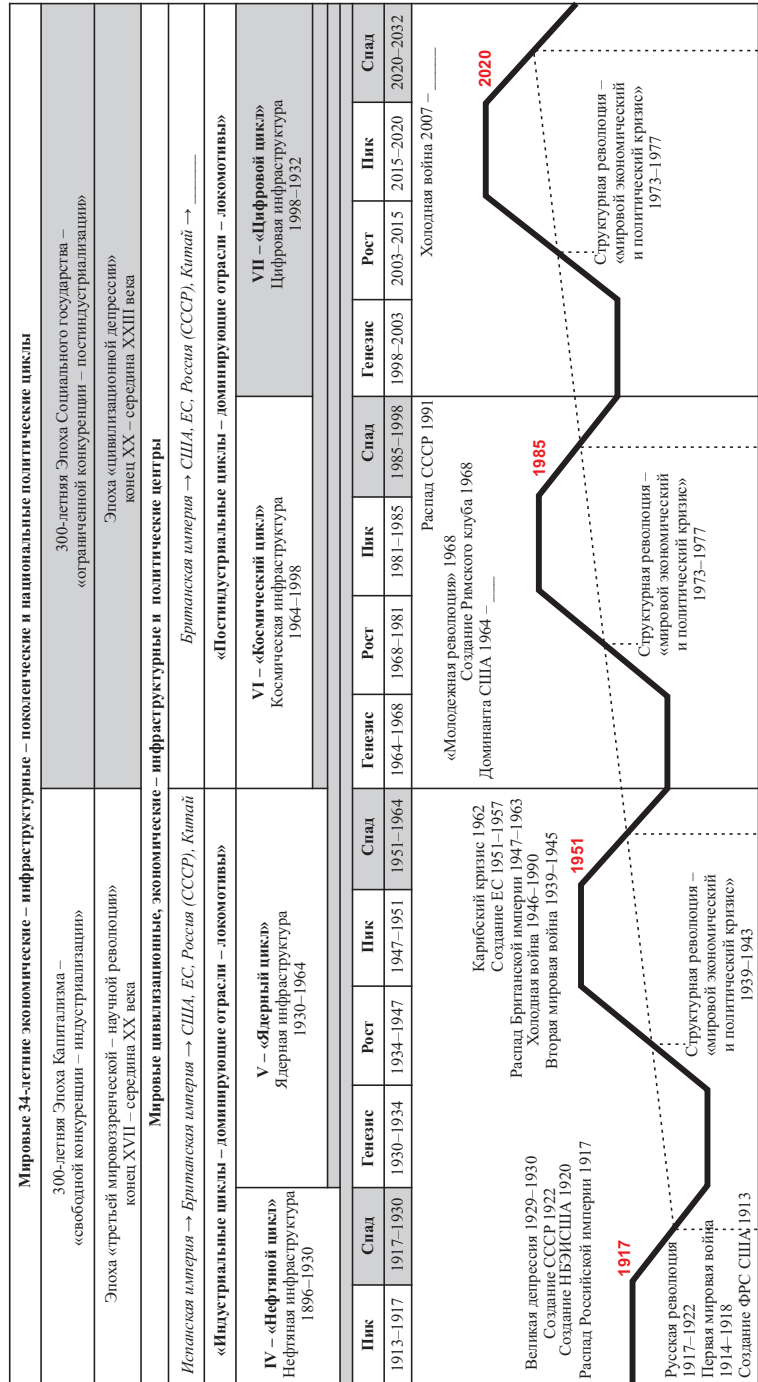 Мировые 34-летние экономические – инфраструктурные – поколенческие и национальные политические циклы
300-летняя Эпоха Капитализма –
«свободной конкуренции – индустриализации»
300-летняя Эпоха Социального государства –
«ограниченной конкуренции – постиндустриализации»
Эпоха «третьей мировоззренческой – научной революции»
конец XVII – середина XX века
Эпоха «цивилизационной депрессии»
конец XX – середина XXIII века
Мировые цивилизационные, экономические – инфраструктурные и политические центры
Испанская империя → Британская империя → США, ЕС, Россия (СССР), Китай
Британская империя → США, ЕС, Россия (СССР), Китай → _____
«Индустриальные циклы – доминирующие отрасли – локомотивы»
«Постиндустриальные циклы – доминирующие отрасли – локомотивы»
IV – «Нефтяной цикл»
Нефтяная инфраструктура
1896–1930
V – «Ядерный цикл»
Ядерная инфраструктура
1930–1964
VI – «Космический цикл»
Космическая инфраструктура
1964–1998
VII – «Цифровой цикл»
Цифровая инфраструктура
1998–1932
Пик Спад Генезис Рост Пик Спад Генезис Рост Пик Спад Генезис Рост Пик Спад
1913–1917 1917–1930 1930–1934 1934–1947 1947–1951 1951–1964 1964–1968 1968–1981 1981–1985 1985–1998 1998–2003 2003–2015 2015–2020 2020–2032
Великая депрессия 1929–1930
Создание СССР 1922
Создание НБЭИСША 1920
Распад Российской империи 1917
1917
Русская революция
1917–1922
Первая мировая война
1914–1918
Создание ФРС США 1913
Карибский кризис 1962
Создание ЕС 1951–1957
Распад Британской империи 1947–1963
Холодная война 1946–1990
Вторая мировая война 1939–1945
1951
Структурная революция –
«мировой экономический
и политический кризис»
1939–1943
Распад СССР 1991
«Молодежная революция» 1968
Создание Римского клуба 1968
Доминанта США 1964 – ____
1985
Структурная революция –
«мировой экономический
и политический кризис»
1973–1977
Холодная война 2007 – _____
2020
Структурная революция –
«мировой экономический
и политический кризис»
1973–1977